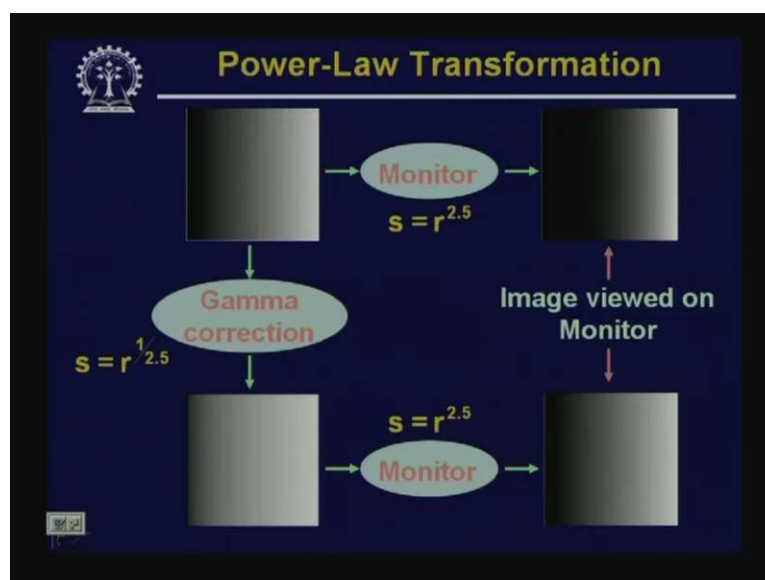 Power-Law Transformation
Monitor
s = r^2.5
Gamma
correction
s = r^1/2.5
Image viewed on
Monitor
s = r^2.5
Monitor